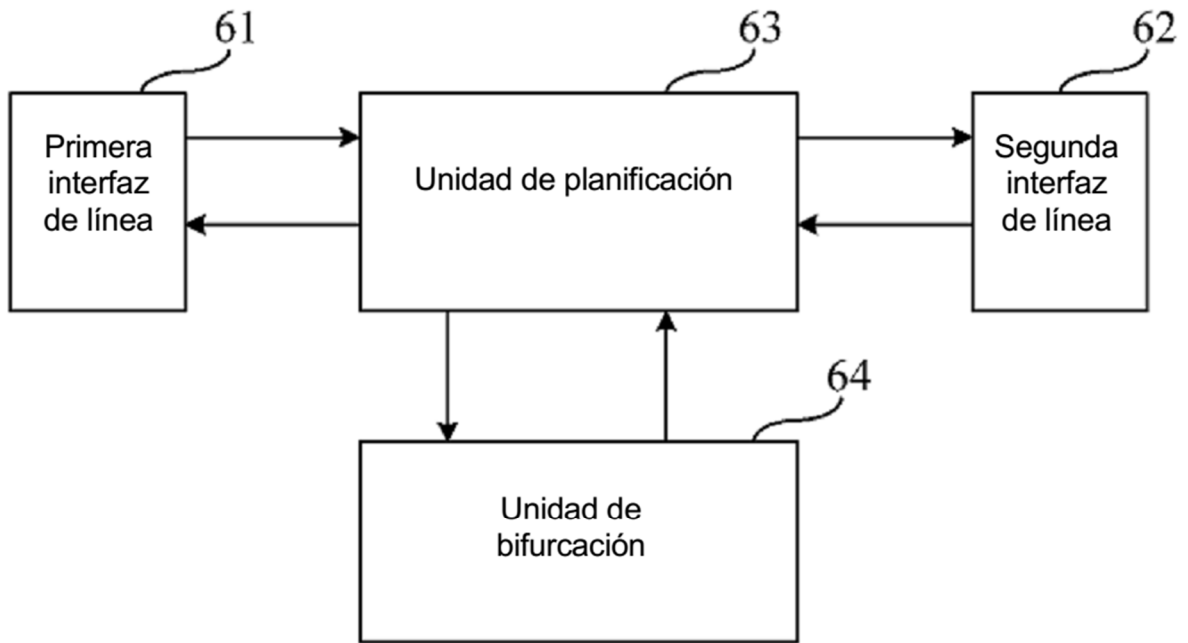 61
63
62
Primera
interfaz
de línea
Unidad de planificación
Segunda
interfaz
de línea
64
Unidad de
bifurcación